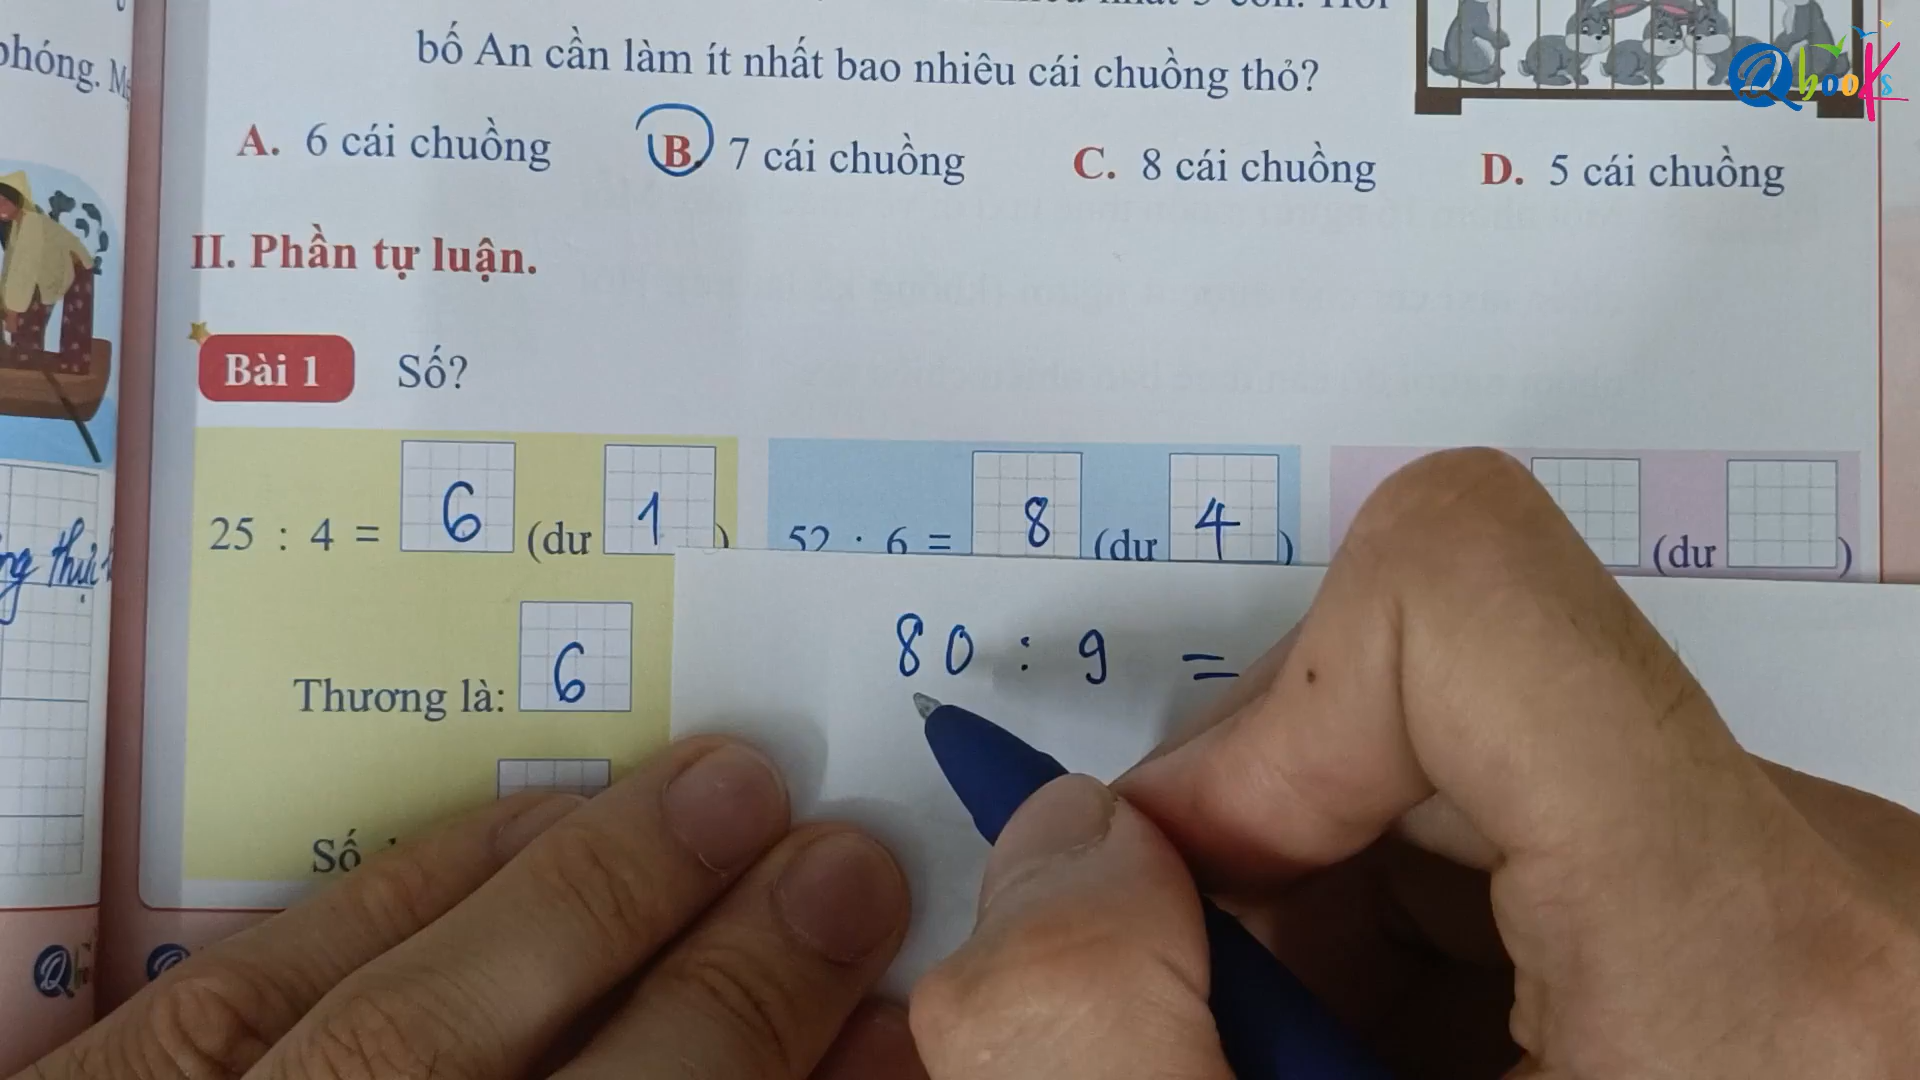 phóng.
bố An cần làm ít nhất bao nhiêu cái chuồng thỏ?
Qbooks
A. 6 cái chuồng B. 7 cái chuồng C. 8 cái chuồng D. 5 cái chuồng
II. Phần tự luận.
Bài 1 Số?
25 : 4 = 6 (dư 1) 52 : 6 = 8 (dư 4) (dư )
80 : 9 =
Thương là: 6
Số